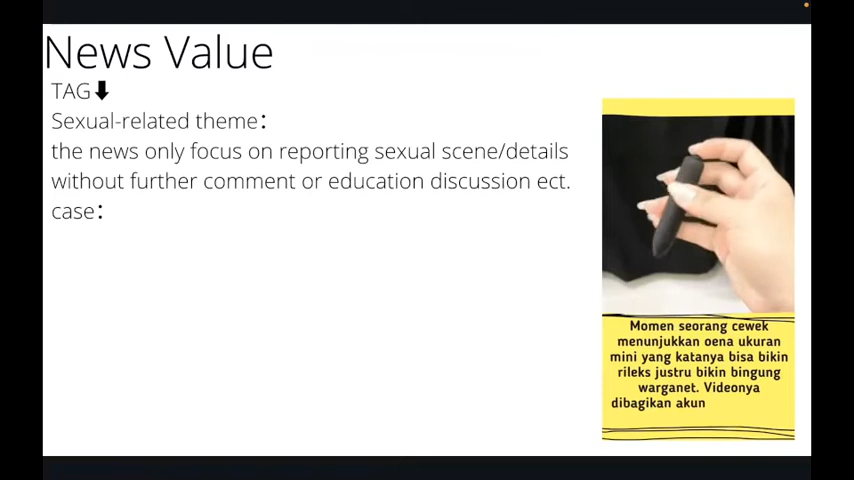 News Value
TAG⬇
Sexual-related theme：
the news only focus on reporting sexual scene/details
without further comment or education discussion ect.
case：
Momen seorang cewek
menunjukkan oena ukuran
mini yang katanya bisa bikin
rileks justru bikin bingung
warganet. Videonya
dibagikan akun